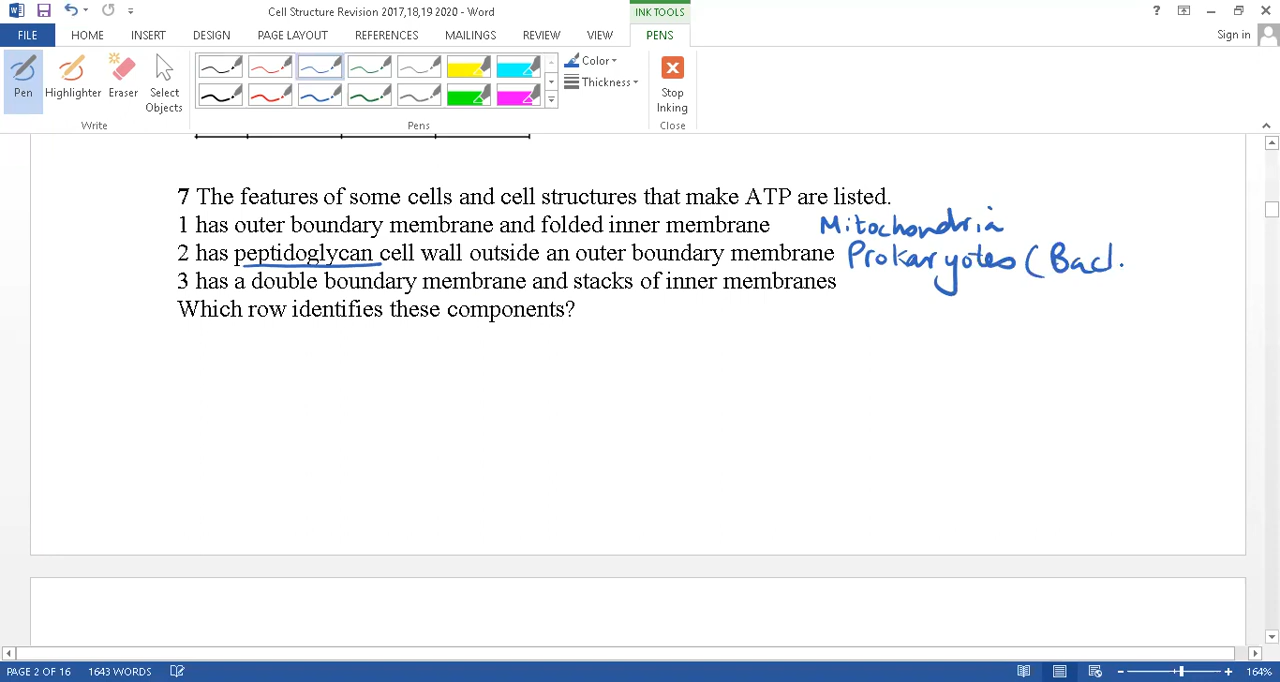 Cell Structure Revision 2017,18,19 2020 - Word
INK TOOLS
?
FILE
HOME
INSERT
DESIGN
PAGE LAYOUT
REFERENCES
MAILINGS
REVIEW
VIEW
PENS
Sign in
Pen
Highlighter
Eraser
Select Objects
Color
Thickness
Stop Inking
Write
Pens
Close
7 The features of some cells and cell structures that make ATP are listed.
1 has outer boundary membrane and folded inner membrane Mitochondria
2 has peptidoglycan cell wall outside an outer boundary membrane Prokaryotes (Bact.
3 has a double boundary membrane and stacks of inner membranes
Which row identifies these components?
PAGE 2 OF 16
1643 WORDS
164%